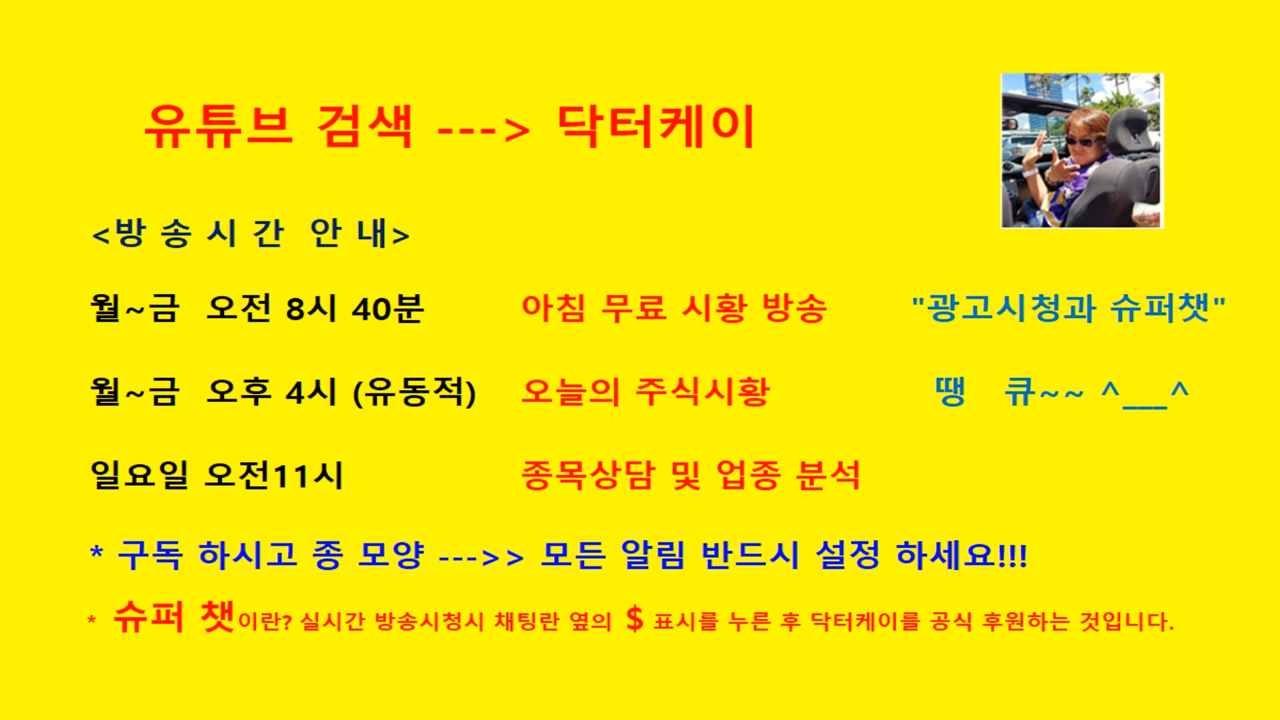 유튜브 검색 ---> 닥터케이
<방 송 시 간 안 내>
월~금 오전 8시 40분 아침 무료 시황 방송 "광고시청과 슈퍼챗"
월~금 오후 4시 (유동적) 오늘의 주식시황 땡 큐~~ ^___^
일요일 오전11시 종목상담 및 업종 분석
* 구독 하시고 종 모양 --->> 모든 알림 반드시 설정 하세요!!!
* 슈퍼 챗이란? 실시간 방송시청시 채팅란 옆의 $ 표시를 누른 후 닥터케이를 공식 후원하는 것입니다.